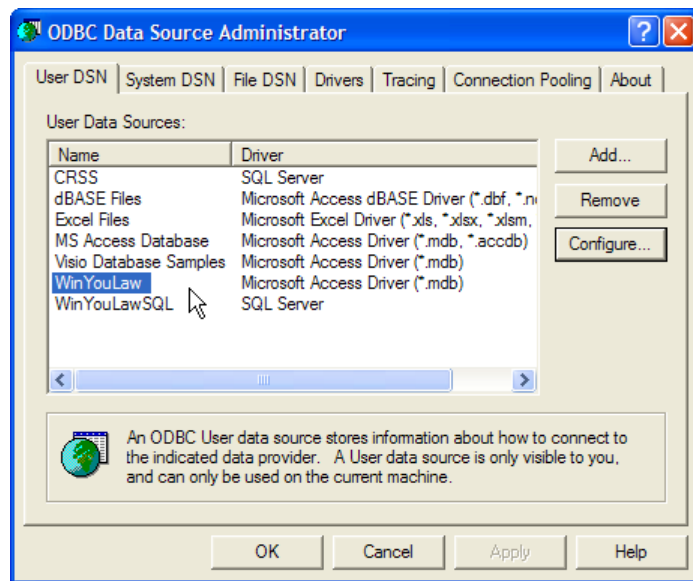 ODBC Data Source Administrator
User DSN System DSN File DSN Drivers Tracing Connection Pooling About
User Data Sources:
Name Driver
CRSS SQL Server
dBASE Files Microsoft Access dBASE Driver (*.dbf, *.n
Excel Files Microsoft Excel Driver (*.xls, *.xlsx, *.xlsm,
MS Access Database Microsoft Access Driver (*.mdb, *.accdb)
Visio Database Samples Microsoft Access Driver (*.mdb)
WinYouLaw Microsoft Access Driver (*.mdb)
WinYouLawSQL SQL Server
Add...
Remove
Configure...
An ODBC User data source stores information about how to connect to
the indicated data provider. A User data source is only visible to you,
and can only be used on the current machine.
OK Cancel Apply Help